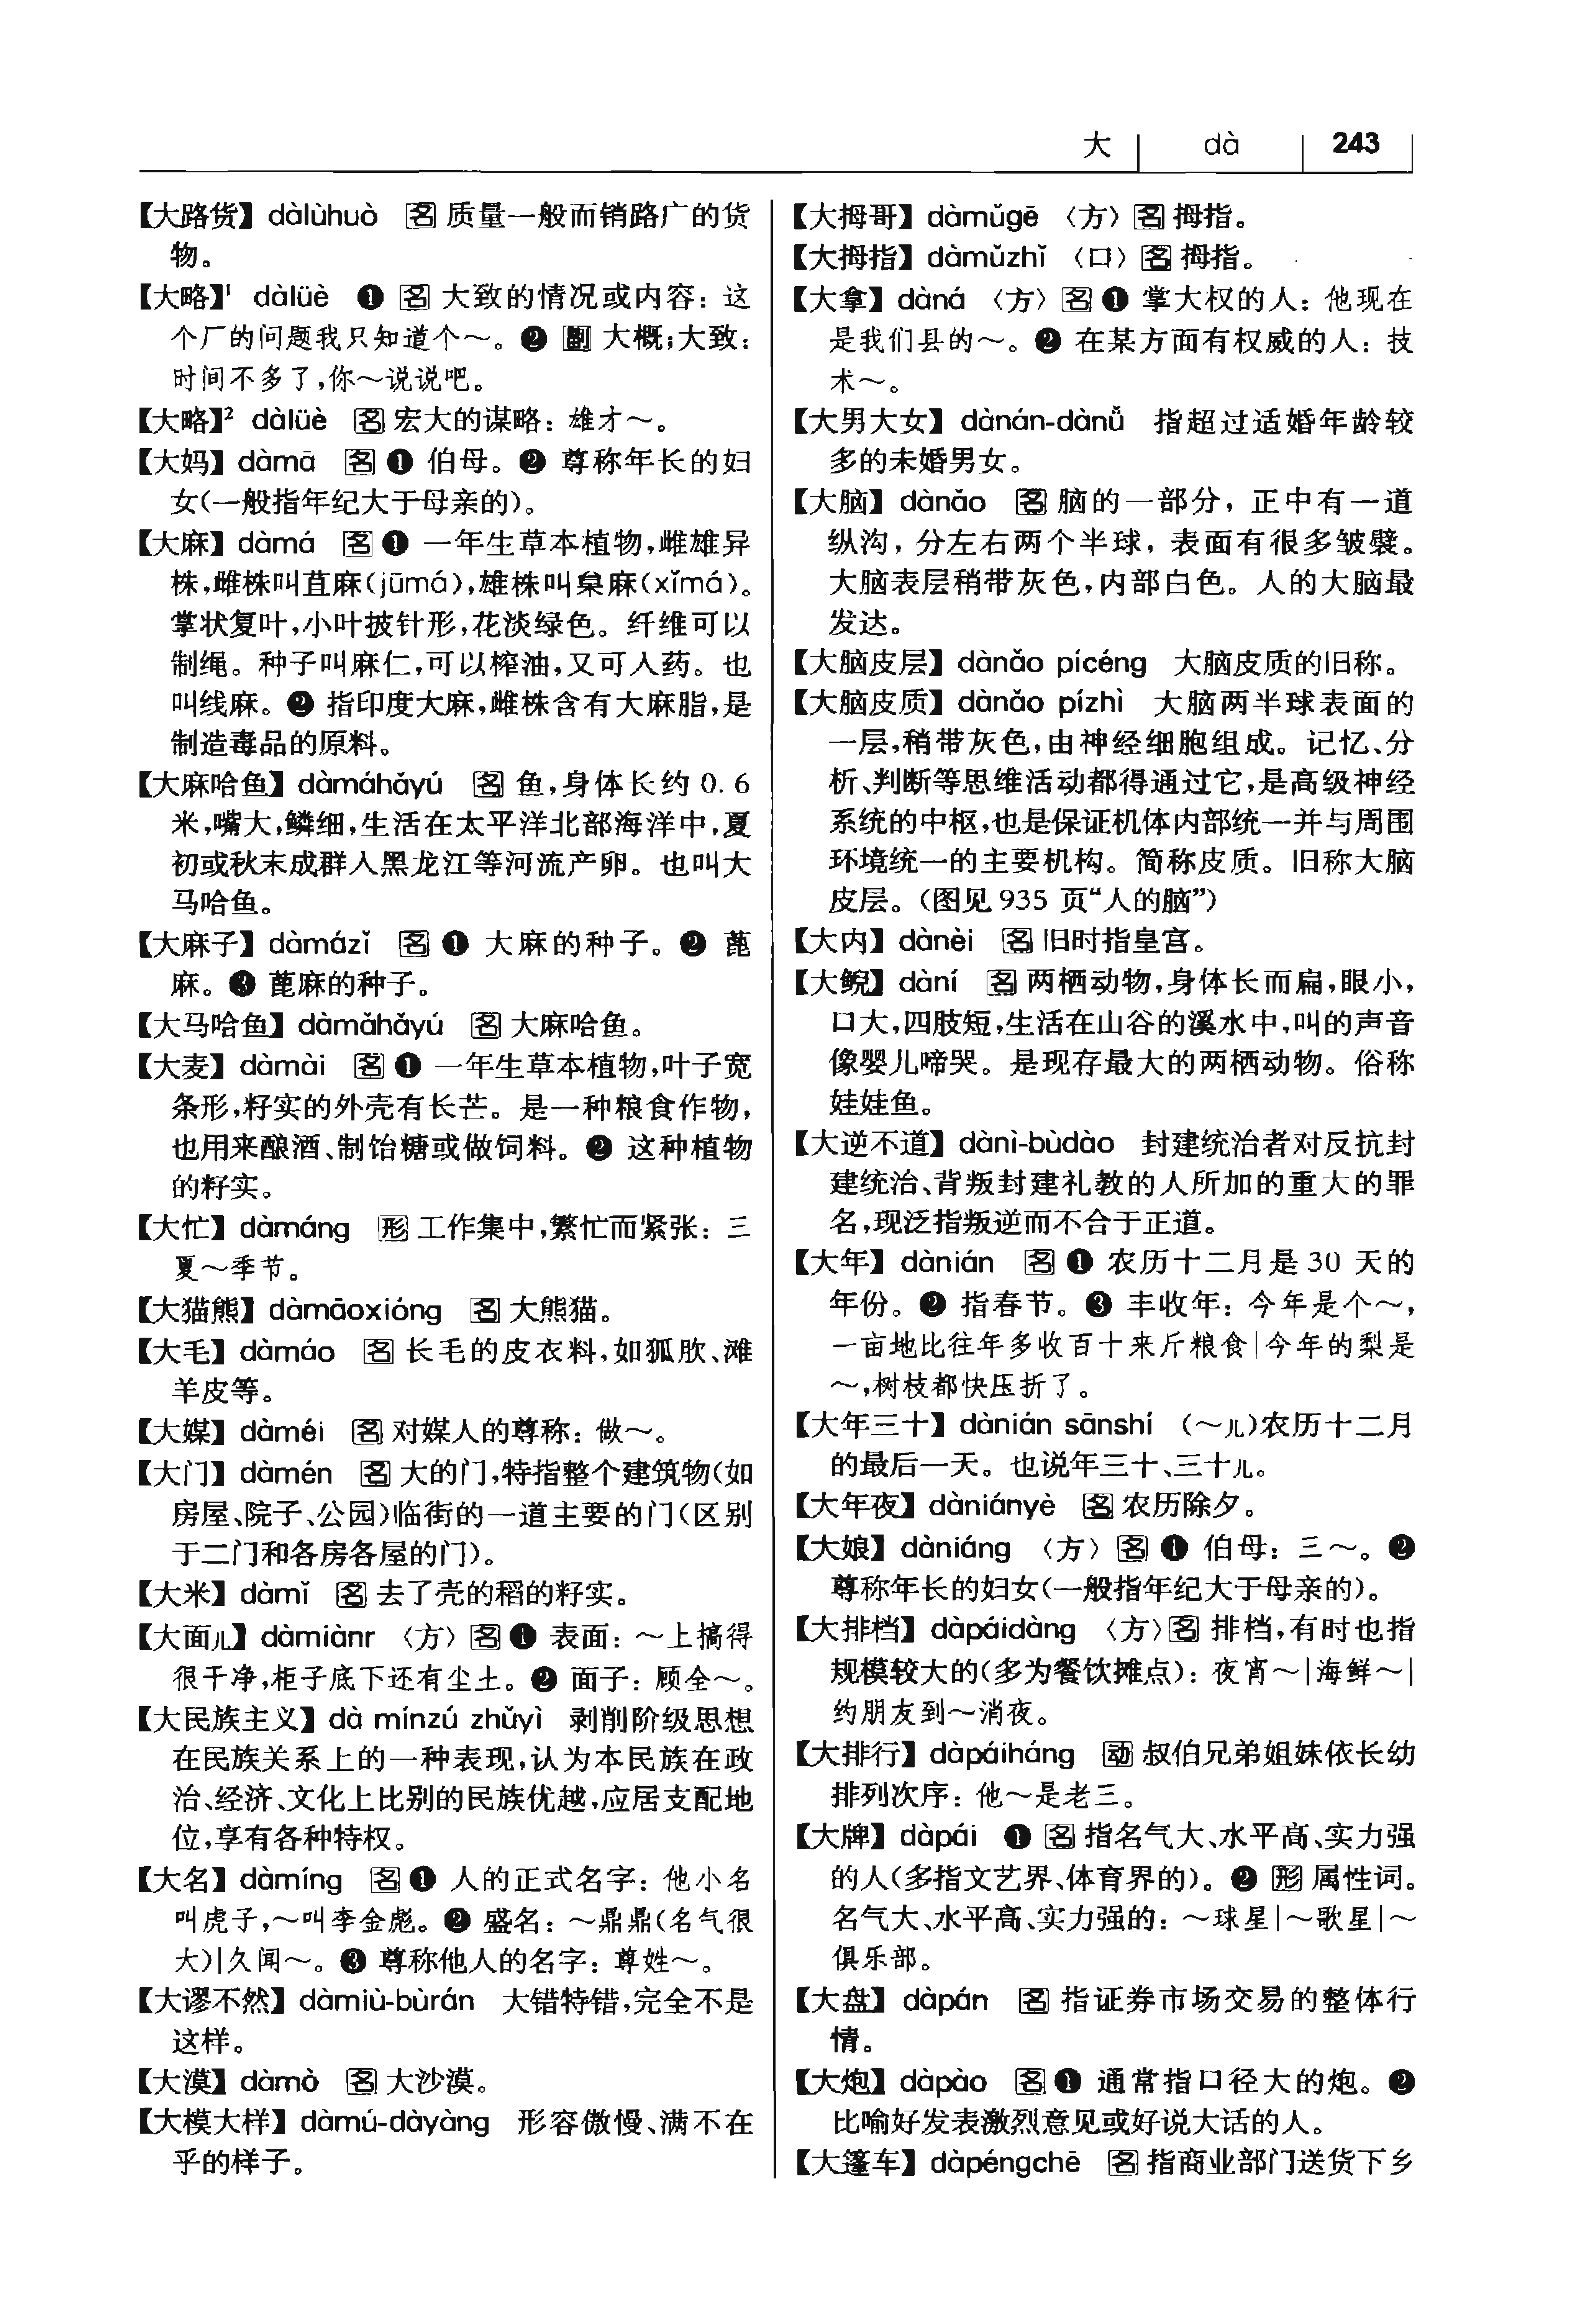 大 dà 243
【大路货】 dàlùhuò 名 质量一般而销路广的货
物。
【大略】¹ dàlüè ❶ 名 大致的情况或内容：这
个厂的问题我只知道个～。❷ 副 大概；大致：
时间不多了，你～说说吧。
【大略】² dàlüè 名 宏大的谋略：雄才～。
【大妈】 dàmā 名 ❶ 伯母。❷ 尊称年长的妇
女（一般指年纪大于母亲的）。
【大麻】 dàmá 名 ❶ 一年生草本植物，雌雄异
株，雌株叫苴麻（jūmá），雄株叫枲麻（xǐmá）。
掌状复叶，小叶披针形，花淡绿色。纤维可以
制绳。种子叫麻仁，可以榨油，又可入药。也
叫线麻。❷ 指印度大麻，雌株含有大麻脂，是
制造毒品的原料。
【大麻哈鱼】 dàmáhǎyú 名 鱼，身体长约 0.6
米，嘴大，鳞细，生活在太平洋北部海洋中，夏
初或秋末成群入黑龙江等河流产卵。也叫大
马哈鱼。
【大麻子】 dàmázǐ 名 ❶ 大麻的种子。❷ 蓖
麻。❸ 蓖麻的种子。
【大马哈鱼】 dàmǎhǎyú 名 大麻哈鱼。
【大麦】 dàmài 名 ❶ 一年生草本植物，叶子宽
条形，籽实的外壳有长芒。是一种粮食作物，
也用来酿酒、制饴糖或做饲料。❷ 这种植物
的籽实。
【大忙】 dàmáng 形 工作集中，繁忙而紧张：三
夏～季节。
【大猫熊】 dàmāoxióng 名 大熊猫。
【大毛】 dàmáo 名 长毛的皮衣料，如狐肷、滩
羊皮等。
【大媒】 dàméi 名 对媒人的尊称：做～。
【大门】 dàmén 名 大的门，特指整个建筑物（如
房屋、院子、公园）临街的一道主要的门（区别
于二门和各房各屋的门）。
【大米】 dàmǐ 名 去了壳的稻的籽实。
【大面儿】 dàmiànr 〈方〉 名 ❶ 表面：～上搞得
很干净，柜子底下还有尘土。❷ 面子：顾全～。
【大民族主义】 dà mínzú zhǔyì 剥削阶级思想
在民族关系上的一种表现，认为本民族在政
治、经济、文化上比别的民族优越，应居支配地
位，享有各种特权。
【大名】 dàmíng 名 ❶ 人的正式名字：他小名
叫虎子，～叫李金彪。❷ 盛名：～鼎鼎（名气很
大）|久闻～。❸ 尊称他人的名字：尊姓～。
【大谬不然】 dàmiù-bùrán 大错特错，完全不是
这样。
【大漠】 dàmò 名 大沙漠。
【大模大样】 dàmú-dàyàng 形容傲慢、满不在
乎的样子。
【大拇哥】 dàmǔgē 〈方〉 名 拇指。
【大拇指】 dàmǔzhǐ 〈口〉 名 拇指。
【大拿】 dàná 〈方〉 名 ❶ 掌大权的人：他现在
是我们县的～。❷ 在某方面有权威的人：技
术～。
【大男大女】 dànán-dànǚ 指超过适婚年龄较
多的未婚男女。
【大脑】 dànǎo 名 脑的一部分，正中有一道
纵沟，分左右两个半球，表面有很多皱襞。
大脑表层稍带灰色，内部白色。人的大脑最
发达。
【大脑皮层】 dànǎo pícéng 大脑皮质的旧称。
【大脑皮质】 dànǎo pízhì 大脑两半球表面的
一层，稍带灰色，由神经细胞组成。记忆、分
析、判断等思维活动都得通过它，是高级神经
系统的中枢，也是保证机体内部统一并与周围
环境统一的主要机构。简称皮质。旧称大脑
皮层。（图见 935 页“人的脑”）
【大内】 dànèi 名 旧时指皇宫。
【大鲵】 dàní 名 两栖动物，身体长而扁，眼小，
口大，四肢短，生活在山谷的溪水中，叫的声音
像婴儿啼哭。是现存最大的两栖动物。俗称
娃娃鱼。
【大逆不道】 dànì-bùdào 封建统治者对反抗封
建统治、背叛封建礼教的人所加的重大的罪
名，现泛指叛逆而不合于正道。
【大年】 dànián 名 ❶ 农历十二月是 30 天的
年份。❷ 指春节。❸ 丰收年：今年是个～，
一亩地比往年多收百十来斤粮食|今年的梨是
～，树枝都快压折了。
【大年三十】 dànián sānshí （～儿）农历十二月
的最后一天。也说年三十、三十儿。
【大年夜】 dàniányè 名 农历除夕。
【大娘】 dàniáng 〈方〉 名 ❶ 伯母：三～。❷
尊称年长的妇女（一般指年纪大于母亲的）。
【大排档】 dàpáidàng 〈方〉 名 排档，有时也指
规模较大的（多为餐饮摊点）：夜宵～|海鲜～|
约朋友到～消夜。
【大排行】 dàpáiháng 动 叔伯兄弟姐妹依长幼
排列次序：他～是老三。
【大牌】 dàpái ❶ 名 指名气大、水平高、实力强
的人（多指文艺界、体育界的）。❷ 形 属性词。
名气大、水平高、实力强的：～球星|～歌星|～
俱乐部。
【大盘】 dàpán 名 指证券市场交易的整体行
情。
【大炮】 dàpào 名 ❶ 通常指口径大的炮。❷
比喻好发表激烈意见或好说大话的人。
【大篷车】 dàpéngchē 名 指商业部门送货下乡